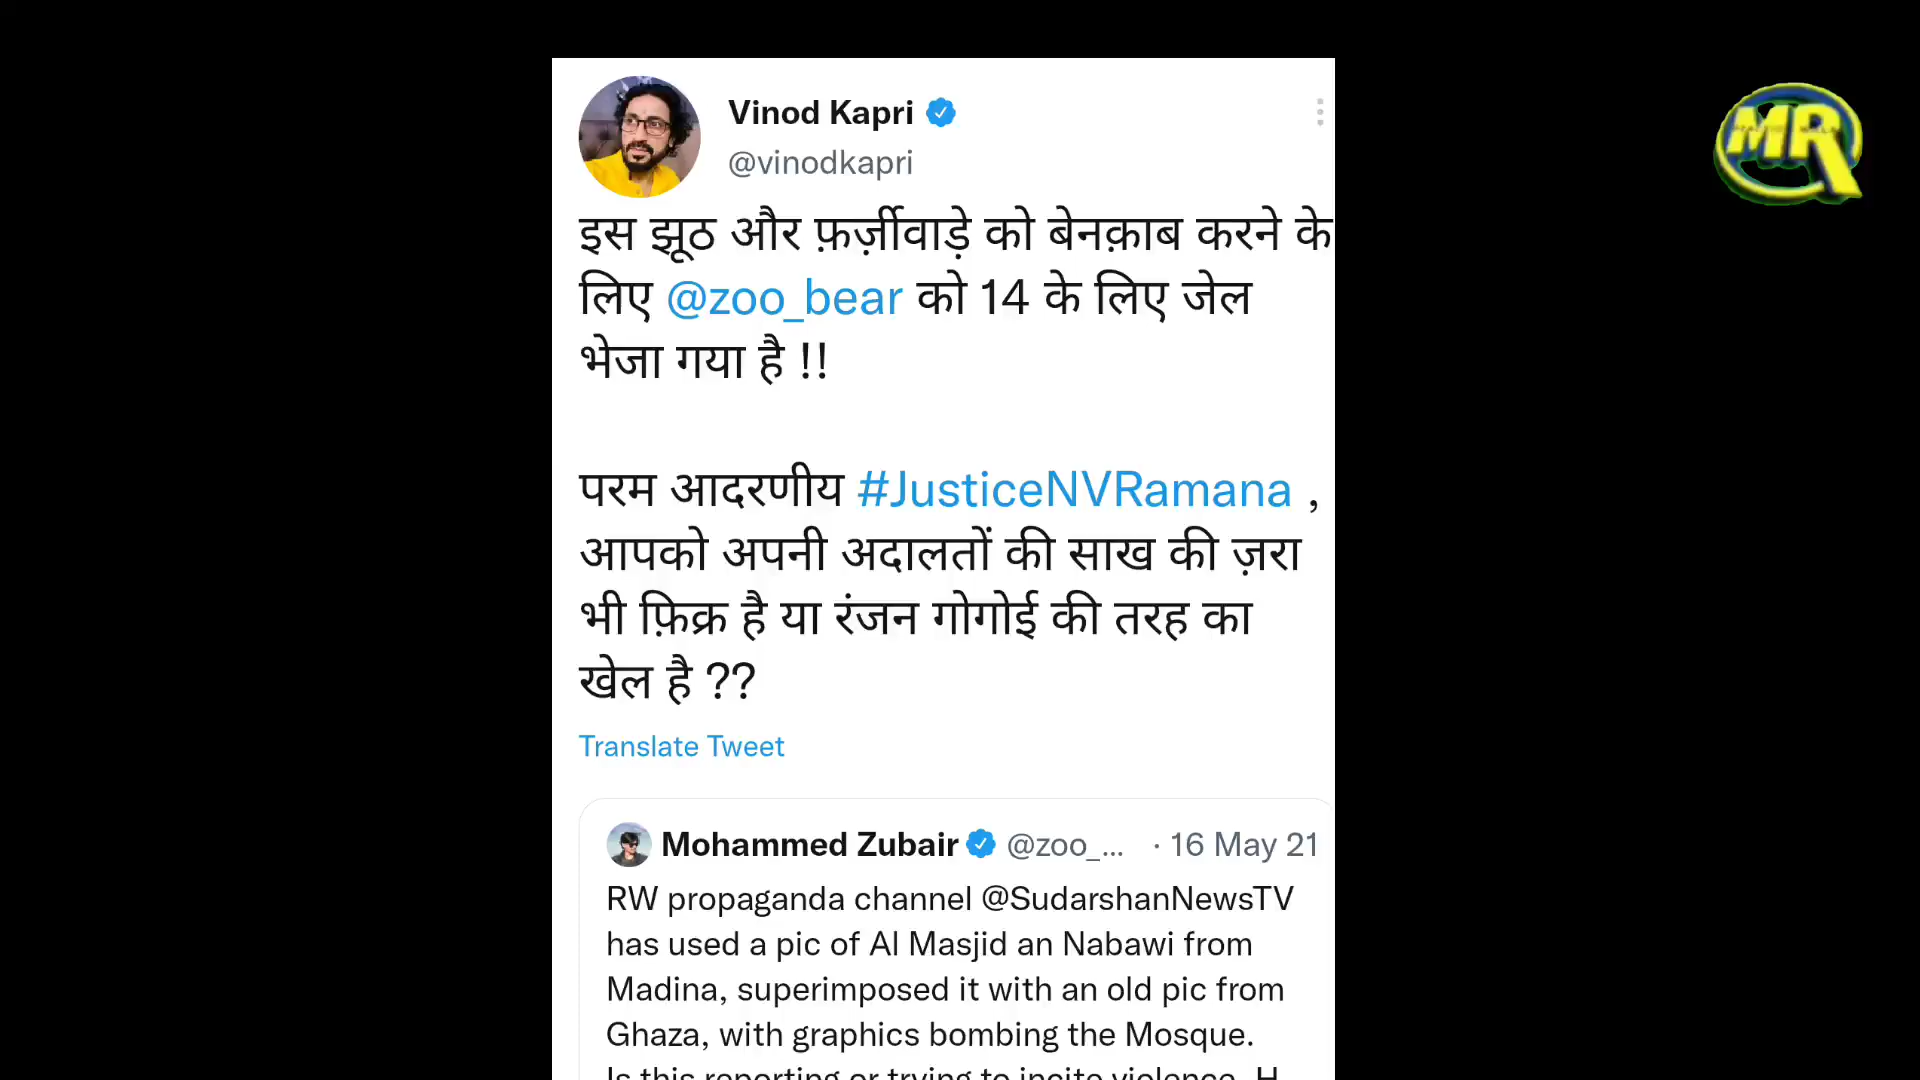 MR
Vinod Kapri
@vinodkapri
इस झूठ और फ़र्ज़ीवाड़े को बेनक़ाब करने के
लिए @zoo_bear को 14 के लिए जेल
भेजा गया है !!
परम आदरणीय #JusticeNVRamana ,
आपको अपनी अदालतों की साख की ज़रा
भी फ़िक्र है या रंजन गोगोई की तरह का
खेल है ??
Translate Tweet
Mohammed Zubair @zoo_... · 16 May 21
RW propaganda channel @SudarshanNewsTV
has used a pic of Al Masjid an Nabawi from
Madina, superimposed it with an old pic from
Ghaza, with graphics bombing the Mosque.
Is this reporting or trying to incite violence. H